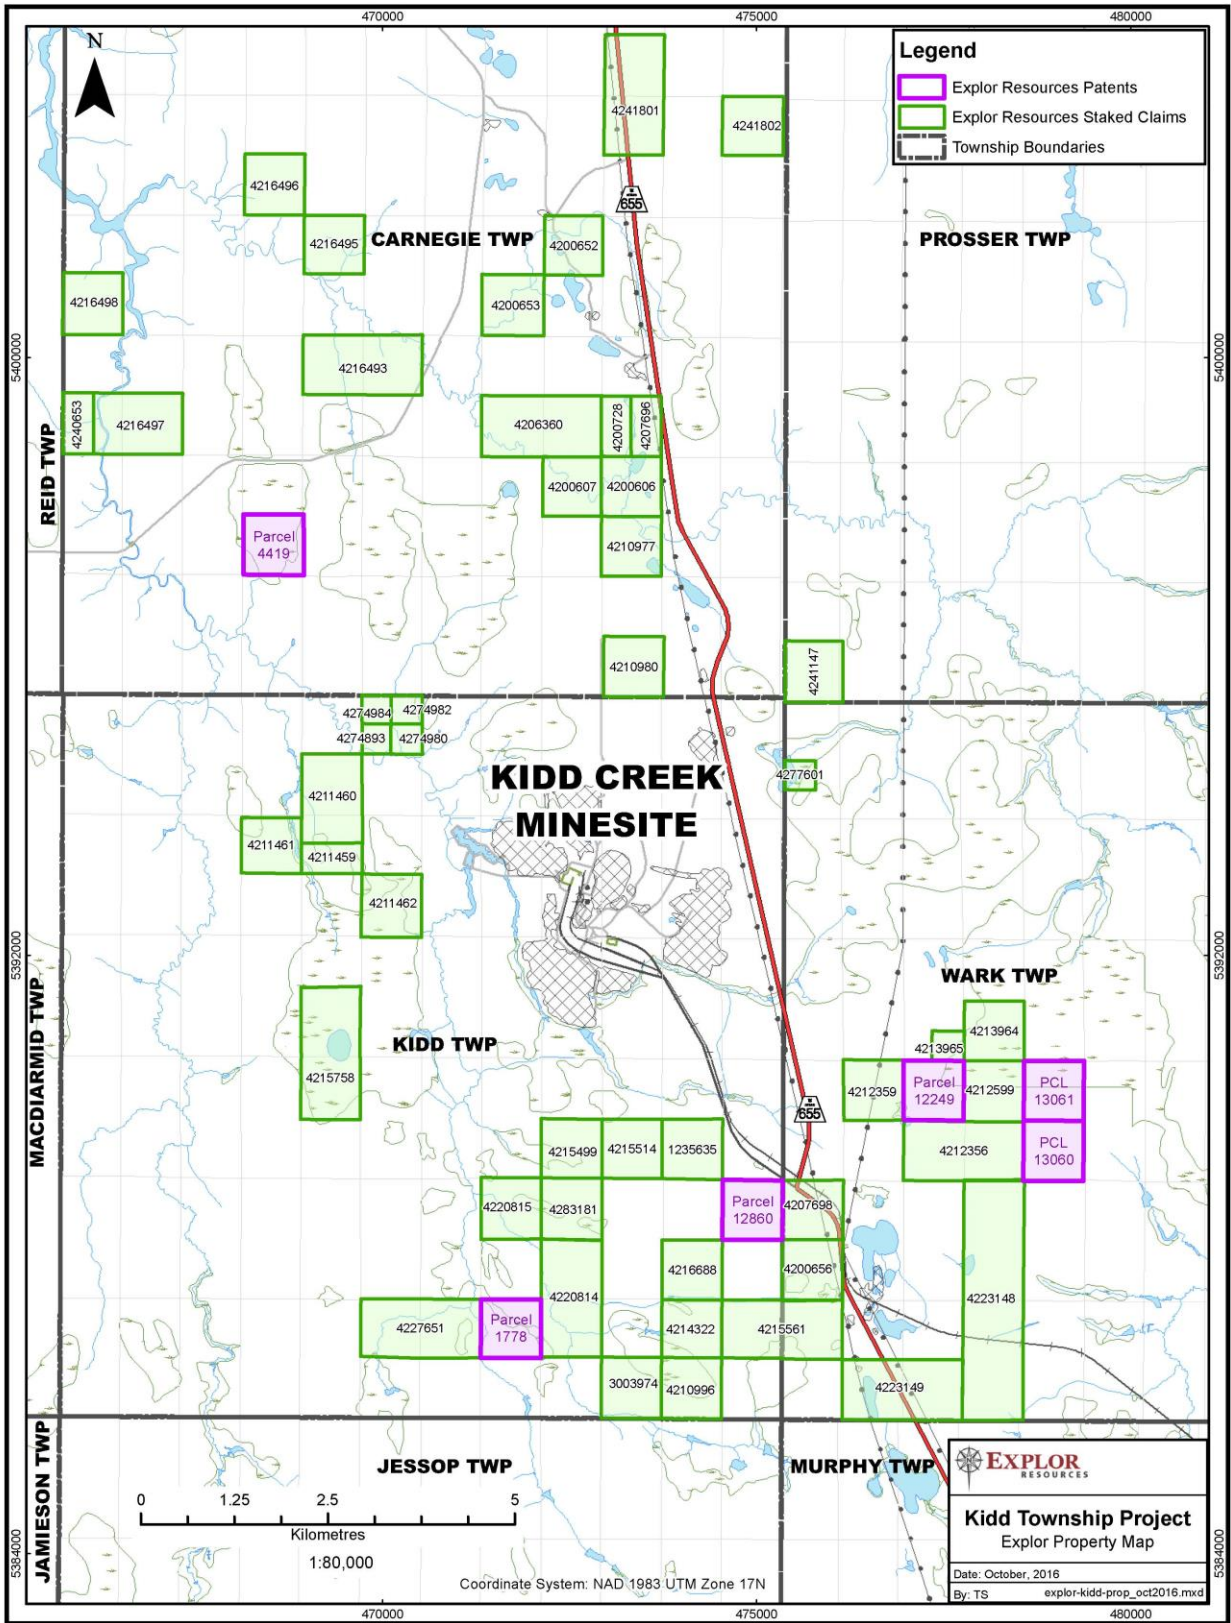 470000
475000
480000
N
Legend
Explor Resources Patents
Explor Resources Staked Claims
Township Boundaries
4241801
4241802
4216496
655
4216495
CARNEGIE TWP
4200652
PROSSER TWP
4216498
4200653
5400000
5400000
4216493
4240653
4216497
4206360
4200728
4207696
REID TWP
4200607
4200606
Parcel
4419
4210977
4210980
4241147
4274984
4274982
4274893
4274980
KIDD CREEK
MINESITE
4277601
4211460
4211461
4211459
4211462
5392000
5392000
WARK TWP
MACDIARMID TWP
KIDD TWP
4215758
4213964
4213965
4212359
Parcel
12249
4212599
PCL
13061
655
4215499
4215514
1235635
4212356
PCL
13060
4220815
4283181
Parcel
12860
4207698
4216688
4200656
4220814
4223148
4227651
Parcel
1778
4214322
4215561
3003974
4210996
4223149
JAMIESON TWP
JESSOP TWP
MURPHY TWP
EXPLOR
RESOURCES
0 1.25 2.5 5
Kilometres
1:80,000
Kidd Township Project
Explor Property Map
5384000
5384000
Coordinate System: NAD 1983 UTM Zone 17N
Date: October, 2016
By: TS explor-kidd-prop_oct2016.mxd
470000
475000
480000